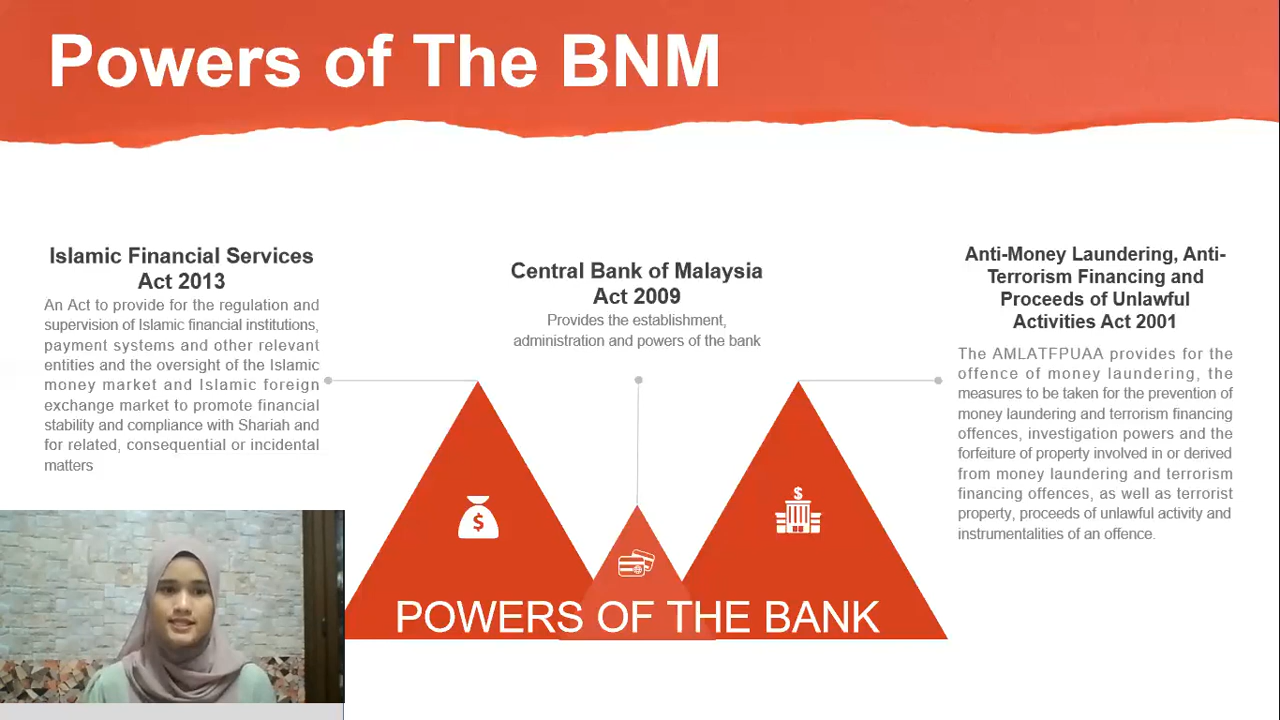 Powers of The BNM
Islamic Financial Services
Act 2013
An Act to provide for the regulation and
supervision of Islamic financial institutions,
payment systems and other relevant
entities and the oversight of the Islamic
money market and Islamic foreign
exchange market to promote financial
stability and compliance with Shariah and
for related, consequential or incidental
matters
Central Bank of Malaysia
Act 2009
Provides the establishment,
administration and powers of the bank
Anti-Money Laundering, Anti-
Terrorism Financing and
Proceeds of Unlawful
Activities Act 2001
The AMLATFPUAA provides for the
offence of money laundering, the
measures to be taken for the prevention of
money laundering and terrorism financing
offences, investigation powers and the
forfeiture of property involved in or derived
from money laundering and terrorism
financing offences, as well as terrorist
property, proceeds of unlawful activity and
instrumentalities of an offence.
$
$
POWERS OF THE BANK